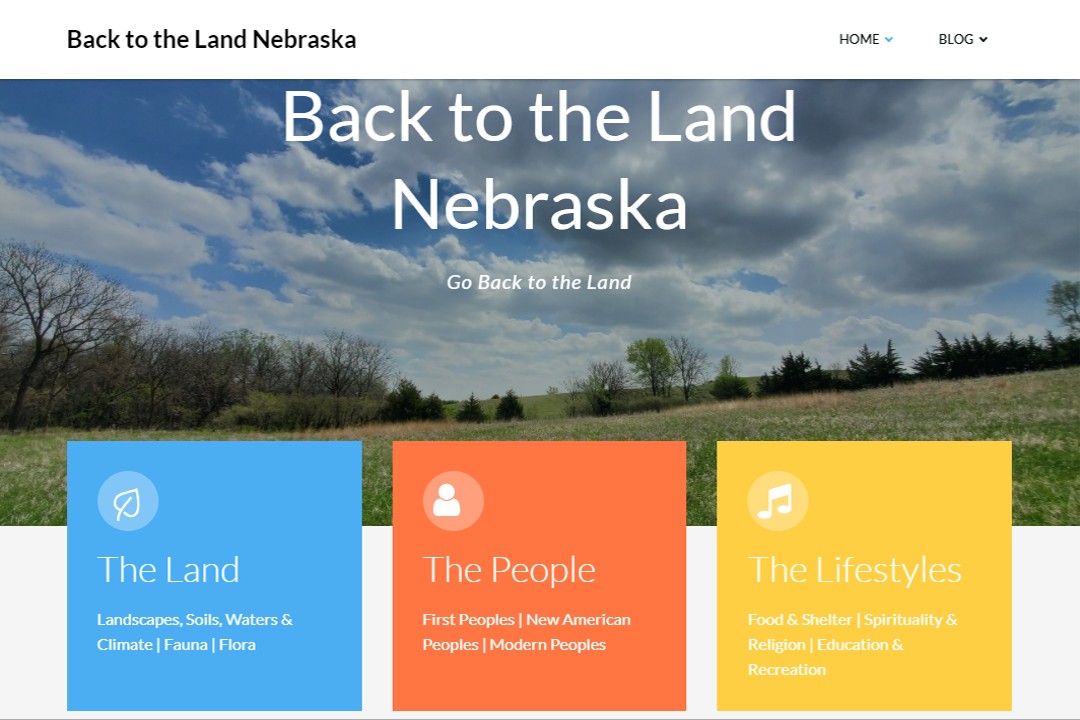 Back to the Land Nebraska
HOME
BLOG
Back to the Land
Nebraska
Go Back to the Land
The Land
Landscapes, Soils, Waters &
Climate | Fauna | Flora
The People
First Peoples | New American
Peoples | Modern Peoples
The Lifestyles
Food & Shelter | Spirituality &
Religion | Education &
Recreation